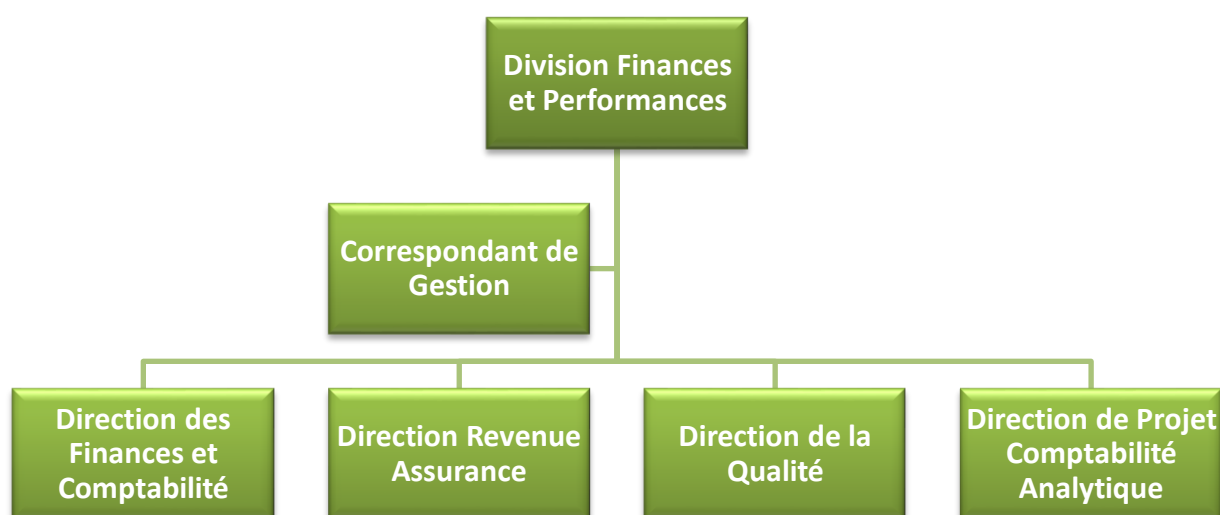 Division Finances
et Performances
Correspondant de
Gestion
Direction des
Finances et
Comptabilité
Direction Revenue
Assurance
Direction de la
Qualité
Direction de Projet
Comptabilité
Analytique